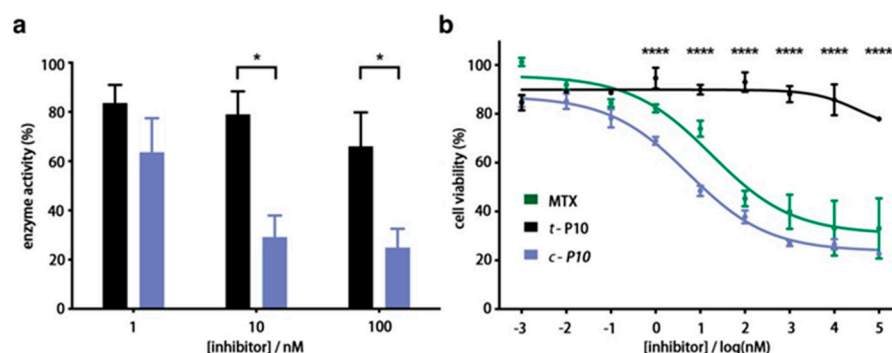 a
enzyme activity (%)
100
80
60
40
20
0
*
*
1
10
100
[inhibitor] / nM
b
cell viability (%)
100
80
60
40
20
0
**** **** **** **** **** ****
MTX
t - P10
c - P10
-3
-2
-1
0
1
2
3
4
5
[inhibitor] / log(nM)